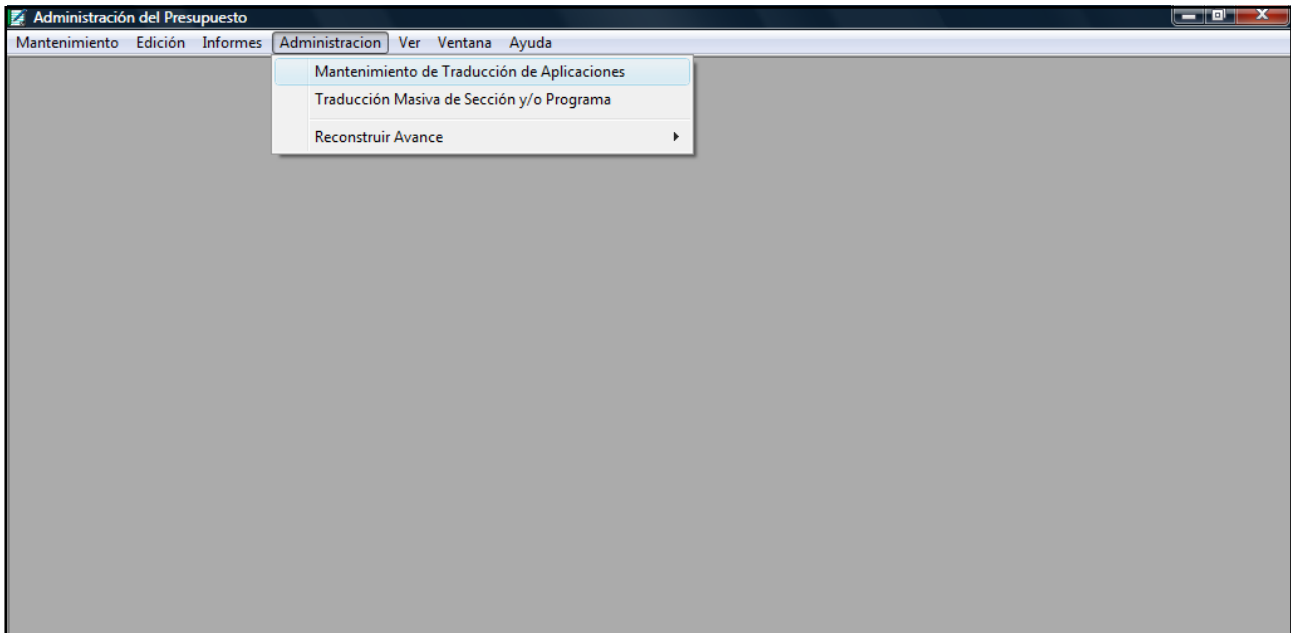 Administración del Presupuesto
Mantenimiento Edición Informes Administracion Ver Ventana Ayuda
Mantenimiento de Traducción de Aplicaciones
Traducción Masiva de Sección y/o Programa
Reconstruir Avance